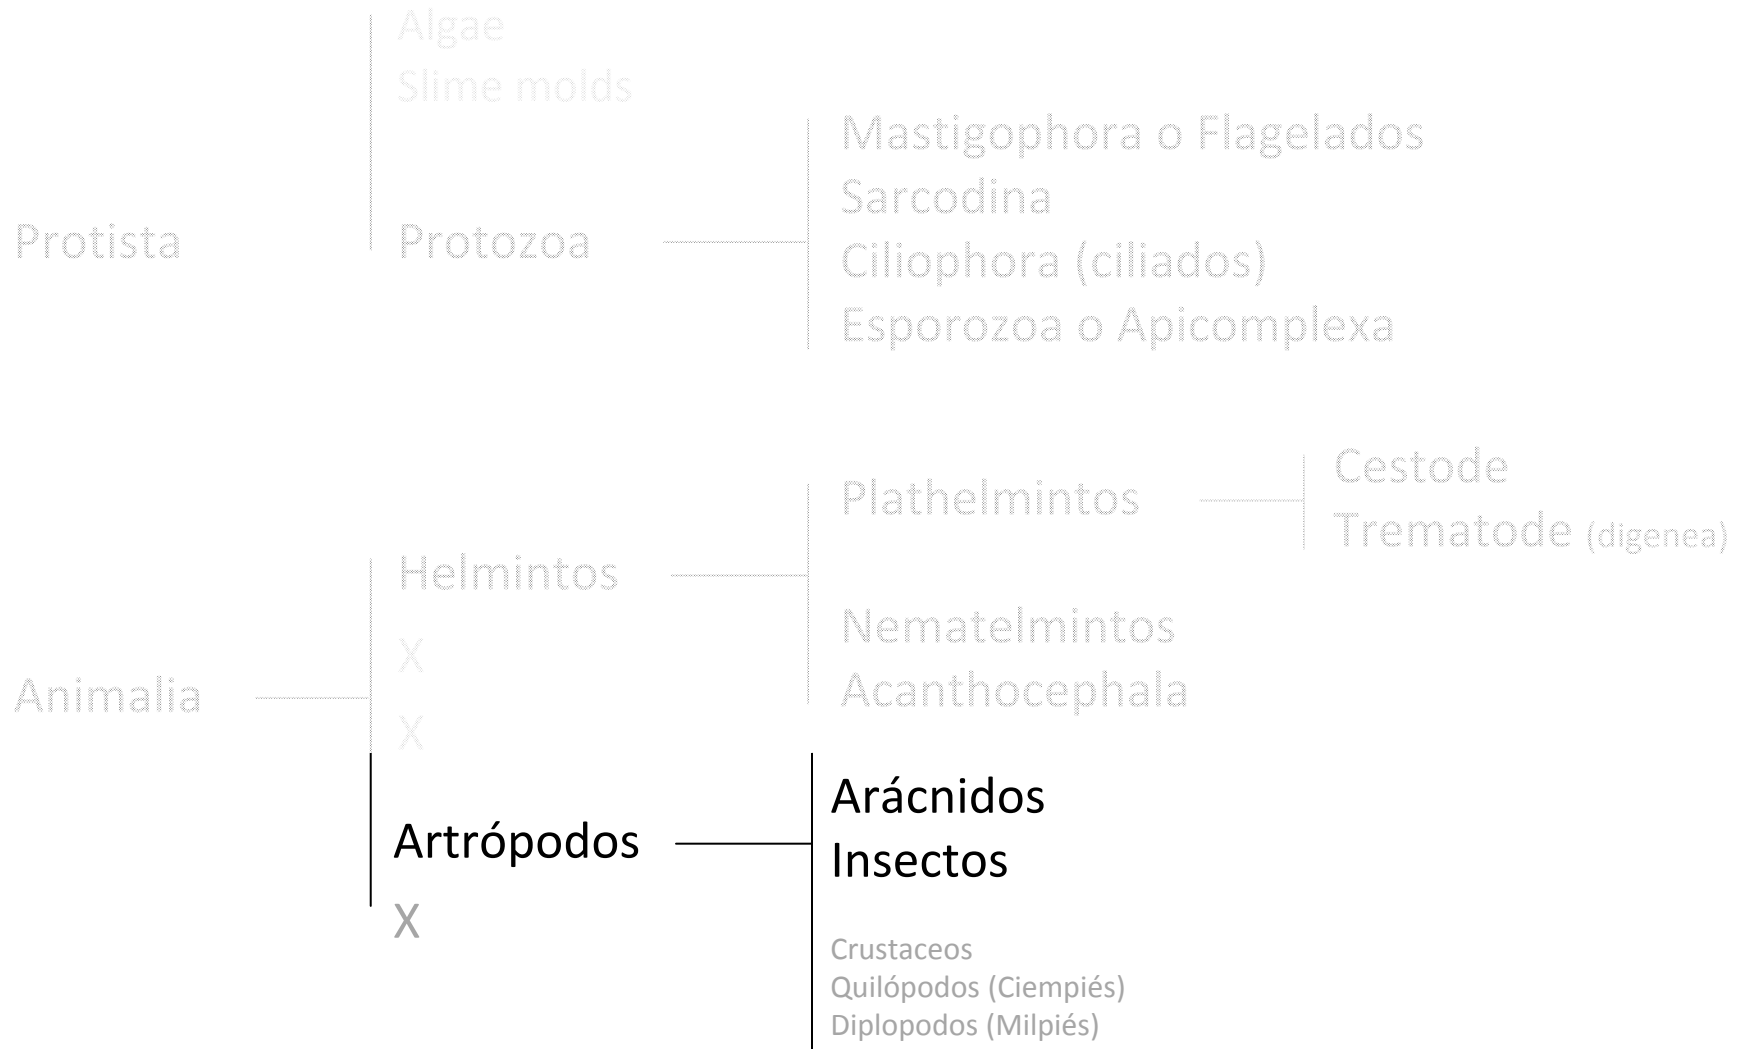 Algae
Slime molds
Protista
Protozoa
Mastigophora o Flagelados
Sarcodina
Ciliophora (ciliados)
Esporozoa o Apicomplexa
Animalia
Helmintos
X
X
Plathelmintos
Cestode
Trematode (digenea)
Nematelmintos
Acanthocephala
Artrópodos
X
Arácnidos
Insectos
Crustaceos
Quilópodos (Ciempiés)
Diplopodos (Milpiés)